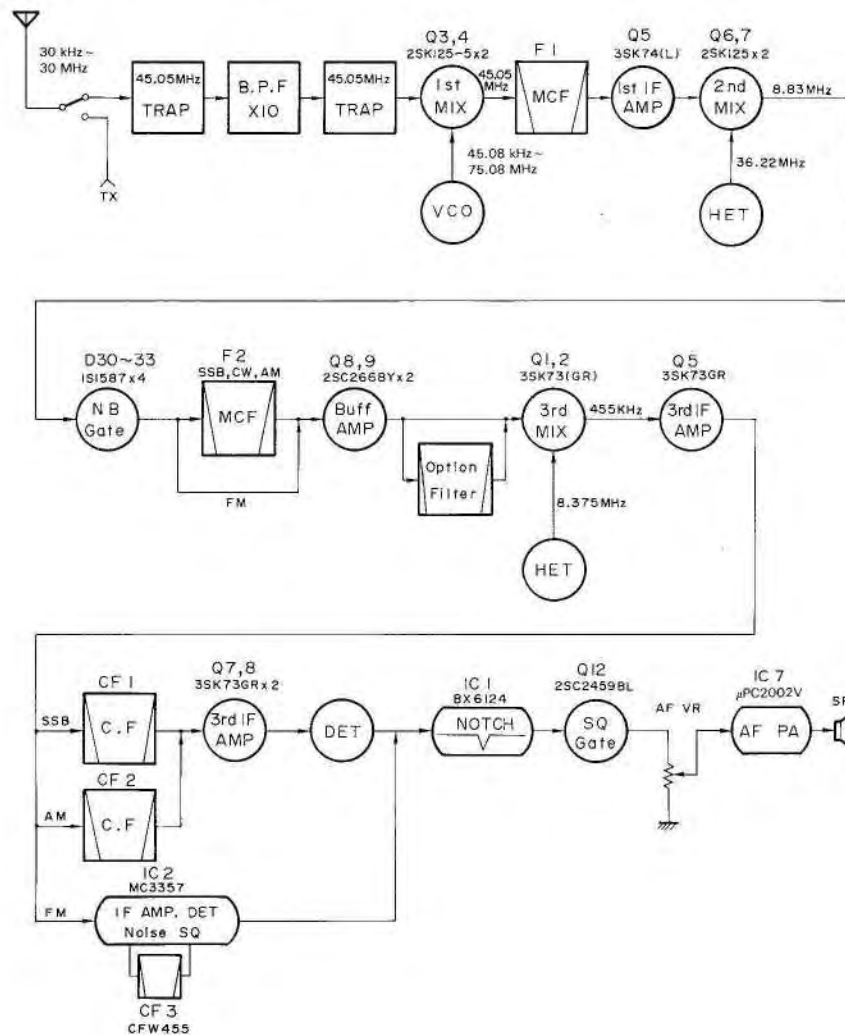 30 kHz~
30 MHz
TX
45.05MHz
TRAP
B.P.F
X10
45.05MHz
TRAP
Q3,4
2SK125-5x2
1st
MIX
45.05
MHz
45.08 kHz~
75.08 MHz
VCO
F1
MCF
Q5
3SK74(L)
1st IF
AMP
Q6,7
2SK125x2
2nd
MIX
8.83MHz
36.22MHz
HET
D30~33
1S1587x4
NB
Gate
F2
SSB,CW,AM
MCF
FM
Q8,9
2SC2668Yx2
Buff
AMP
Option
Filter
Q1,2
3SK73(GR)
3rd
MIX
455KHz
8.375MHz
HET
Q5
3SK73GR
3rd IF
AMP
SSB
CF1
C.F
AM
CF2
C.F
FM
IC2
MC3357
IF AMP. DET
Noise SQ
CF3
CFW455
Q7,8
3SK73GRx2
3rd IF
AMP
DET
IC1
BX6124
NOTCH
Q12
2SC2459BL
SQ
Gate
AF VR
IC7
μPC2002V
AF PA
SP